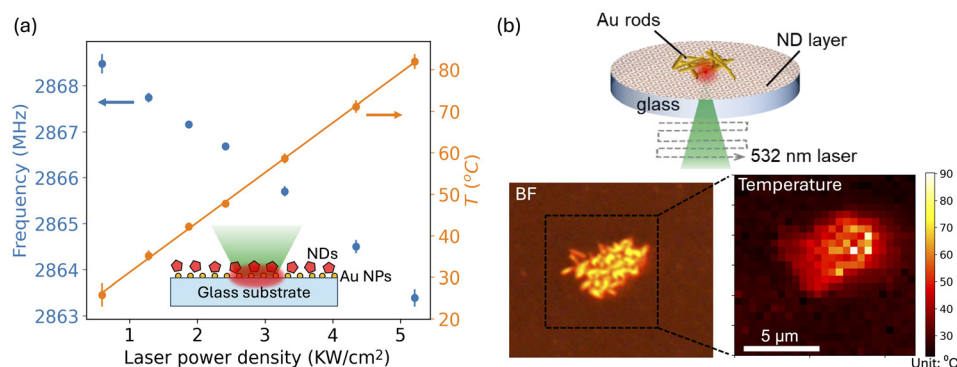 (a)
Frequency (MHz)
2868
2867
2866
2865
2864
2863
80
70
60
50
40
30
20
T (°C)
NDs
Au NPs
Glass substrate
1
2
3
4
5
Laser power density (KW/cm²)
(b)
Au rods
ND layer
glass
532 nm laser
BF
Temperature
5 μm
90
80
70
60
50
40
30
Unit: °C